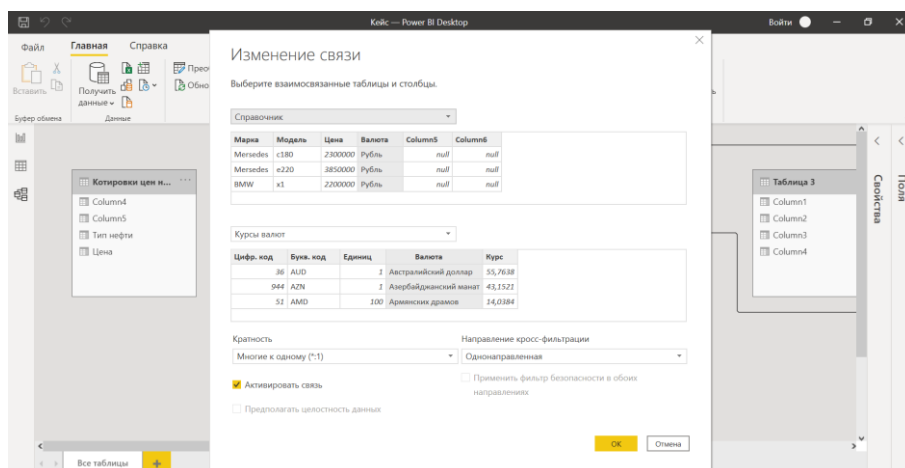 Кейс — Power BI Desktop
Войти
Файл
Главная
Справка
Вставить
Получить данные
Буфер обмена
Данные
Изменение связи
Выберите взаимосвязанные таблицы и столбцы.
Справочник
Марка Модель Цена Валюта Column5 Column6
Mersedes c180 2300000 Рубль null null
Mersedes e220 3850000 Рубль null null
BMW x1 2200000 Рубль null null
Курсы валют
Цифр. код Букв. код Единиц Валюта Курс
36 AUD 1 Австралийский доллар 55,7638
944 AZN 1 Азербайджанский манат 43,1521
51 AMD 100 Армянских драмов 14,0384
Кратность
Направление кросс-фильтрации
Многие к одному (*:1)
Однонаправленная
Активировать связь
Применить фильтр безопасности в обоих
направлениях
Предполагать целостность данных
ОК
Отмена
Котировки цен н... ...
Column4
Column5
Тип нефти
Цена
Таблица 3
Column1
Column2
Column3
Column4
Свойства
Поля
Все таблицы